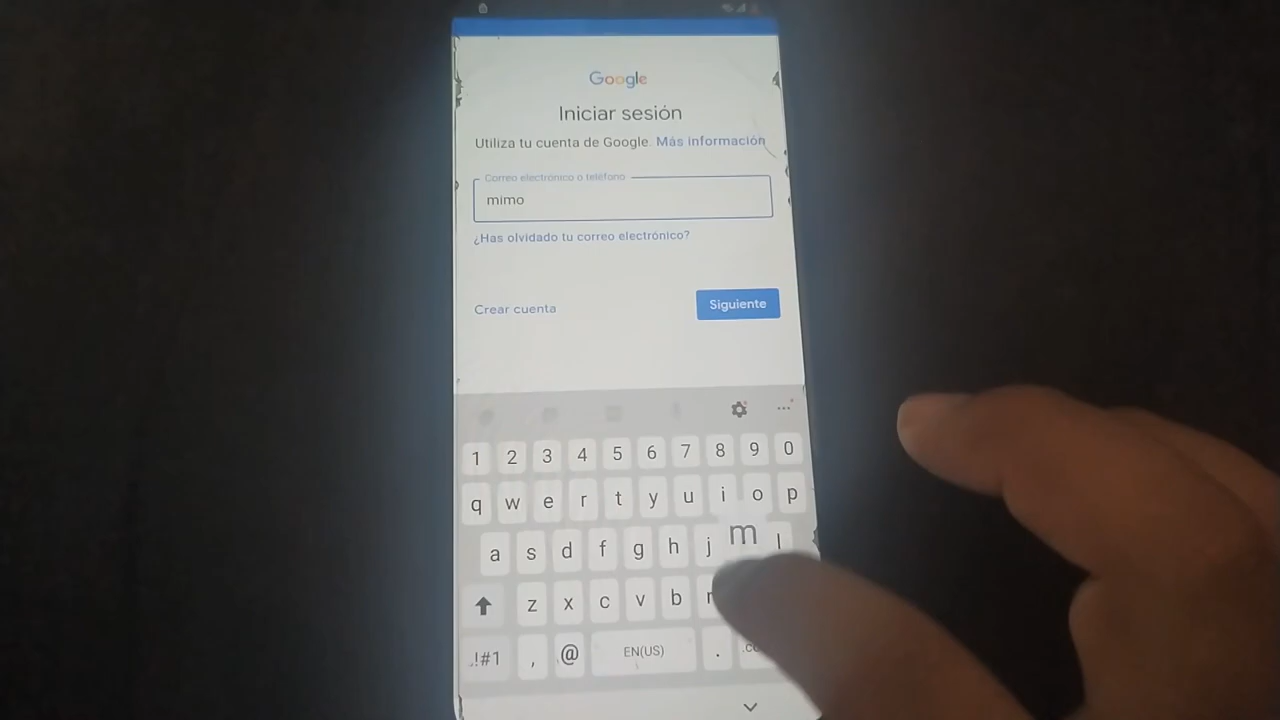 Google
Iniciar sesión
Utiliza tu cuenta de Google. Más información
Correo electrónico o teléfono
mimo
¿Has olvidado tu correo electrónico?
Crear cuenta
Siguiente
1 2 3 4 5 6 7 8 9 0
q w e r t y u i o p
a s d f g h j m l
z x c v b
!#1 , @ EN(US) .